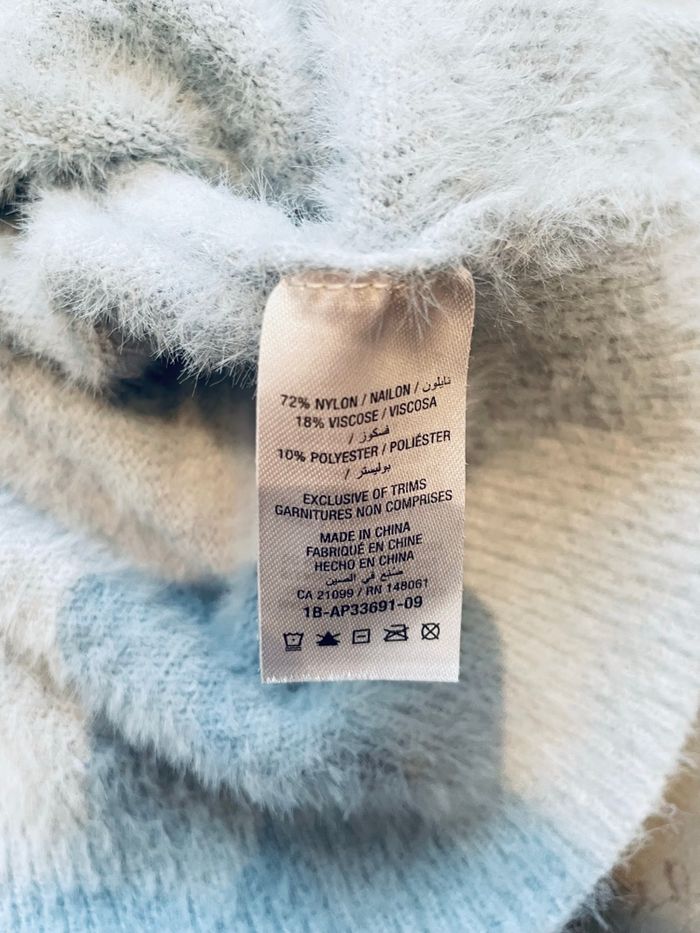 72% NYLON / NAILON / نايلون
18% VISCOSE / VISCOSA
/ فسكوز
10% POLYESTER / POLIÉSTER
/ بوليستر
EXCLUSIVE OF TRIMS
GARNITURES NON COMPRISES
MADE IN CHINA
FABRIQUÉ EN CHINE
HECHO EN CHINA
صنع في الصين
CA 21099 / RN 148061
1B-AP33691-09